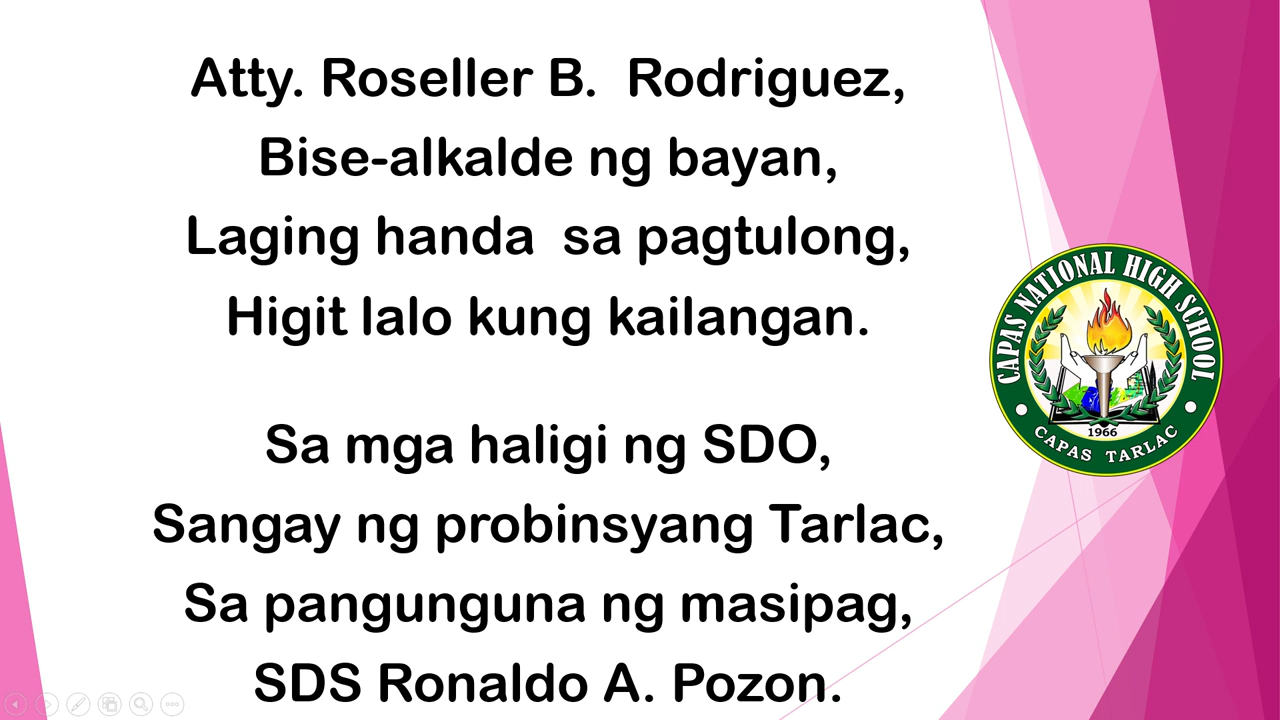 Atty. Roseller B.  Rodriguez,
Bise-alkalde ng bayan,
Laging handa  sa pagtulong,
Higit lalo kung kailangan.
Sa mga haligi ng SDO,
Sangay ng probinsyang Tarlac,
Sa pangunguna ng masipag,
SDS Ronaldo A. Pozon.
CAPAS NATIONAL HIGH SCHOOL
1966
CAPAS TARLAC